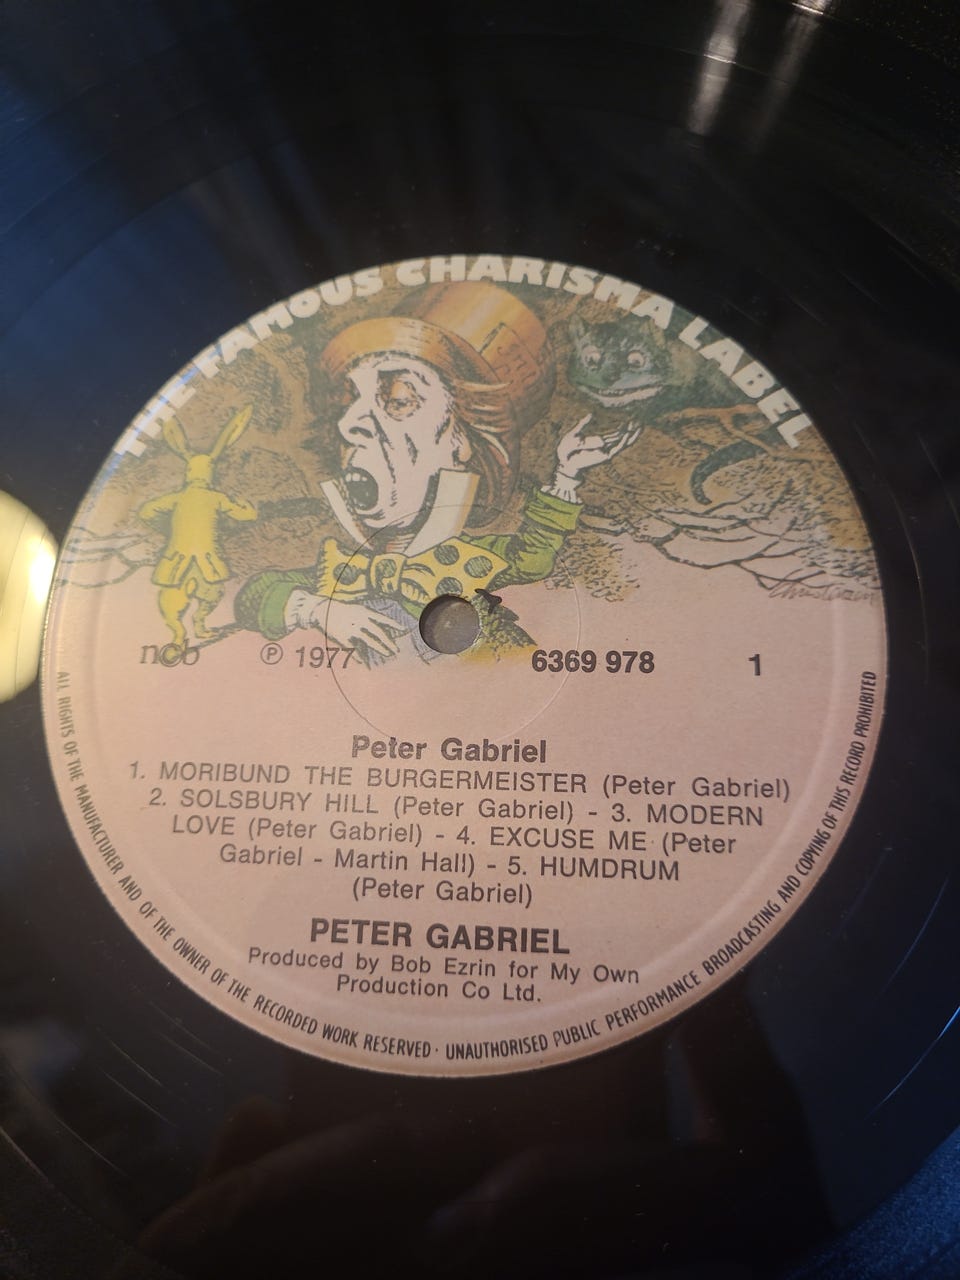 THE FAMOUS CHARISMA LABEL
ncb ℗ 1977 6369 978 1
Peter Gabriel
1. MORIBUND THE BURGERMEISTER (Peter Gabriel)
2. SOLSBURY HILL (Peter Gabriel) - 3. MODERN
LOVE (Peter Gabriel) - 4. EXCUSE ME (Peter
Gabriel - Martin Hall) - 5. HUMDRUM
(Peter Gabriel)
PETER GABRIEL
Produced by Bob Ezrin for My Own
Production Co Ltd.
ALL RIGHTS OF THE MANUFACTURER AND OF THE OWNER OF THE RECORDED WORK RESERVED · UNAUTHORISED PUBLIC PERFORMANCE BROADCASTING AND COPYING OF THIS RECORD PROHIBITED